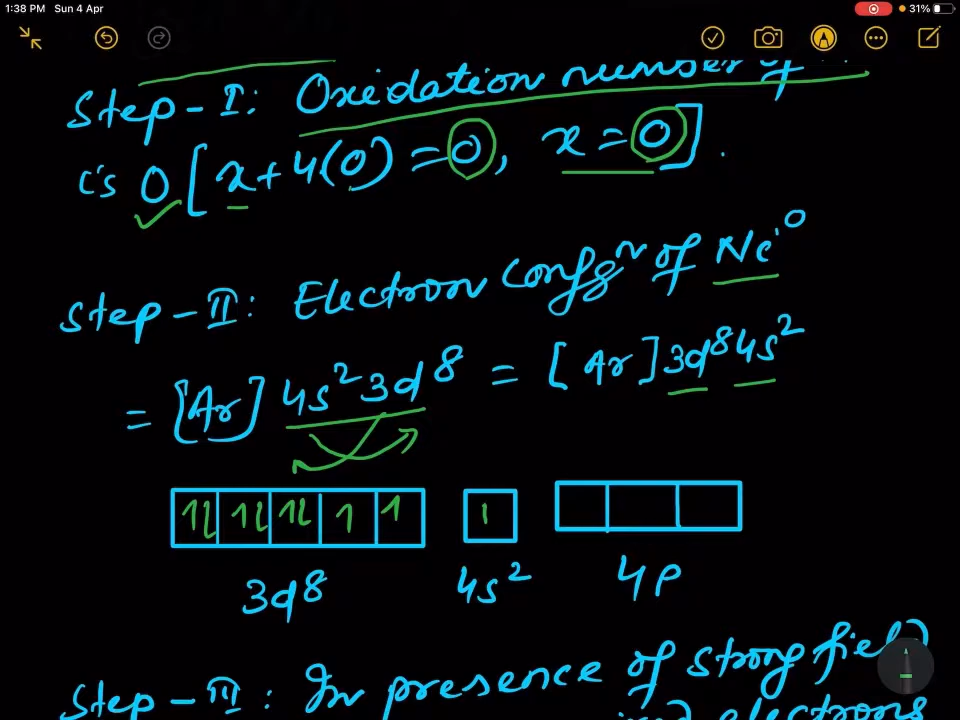 1:38 PM Sun 4 Apr 31%
Step-I: Oxidation number of
is 0 [x+4(0)=0, x=0].
Step-II: Electron Confgn of Ni0
= [Ar] 4s2 3d8 = [Ar] 3d8 4s2
1L 1L 1L 1 1 1
3d8 4s2 4p
Step-III: In presence of strong field
electrons